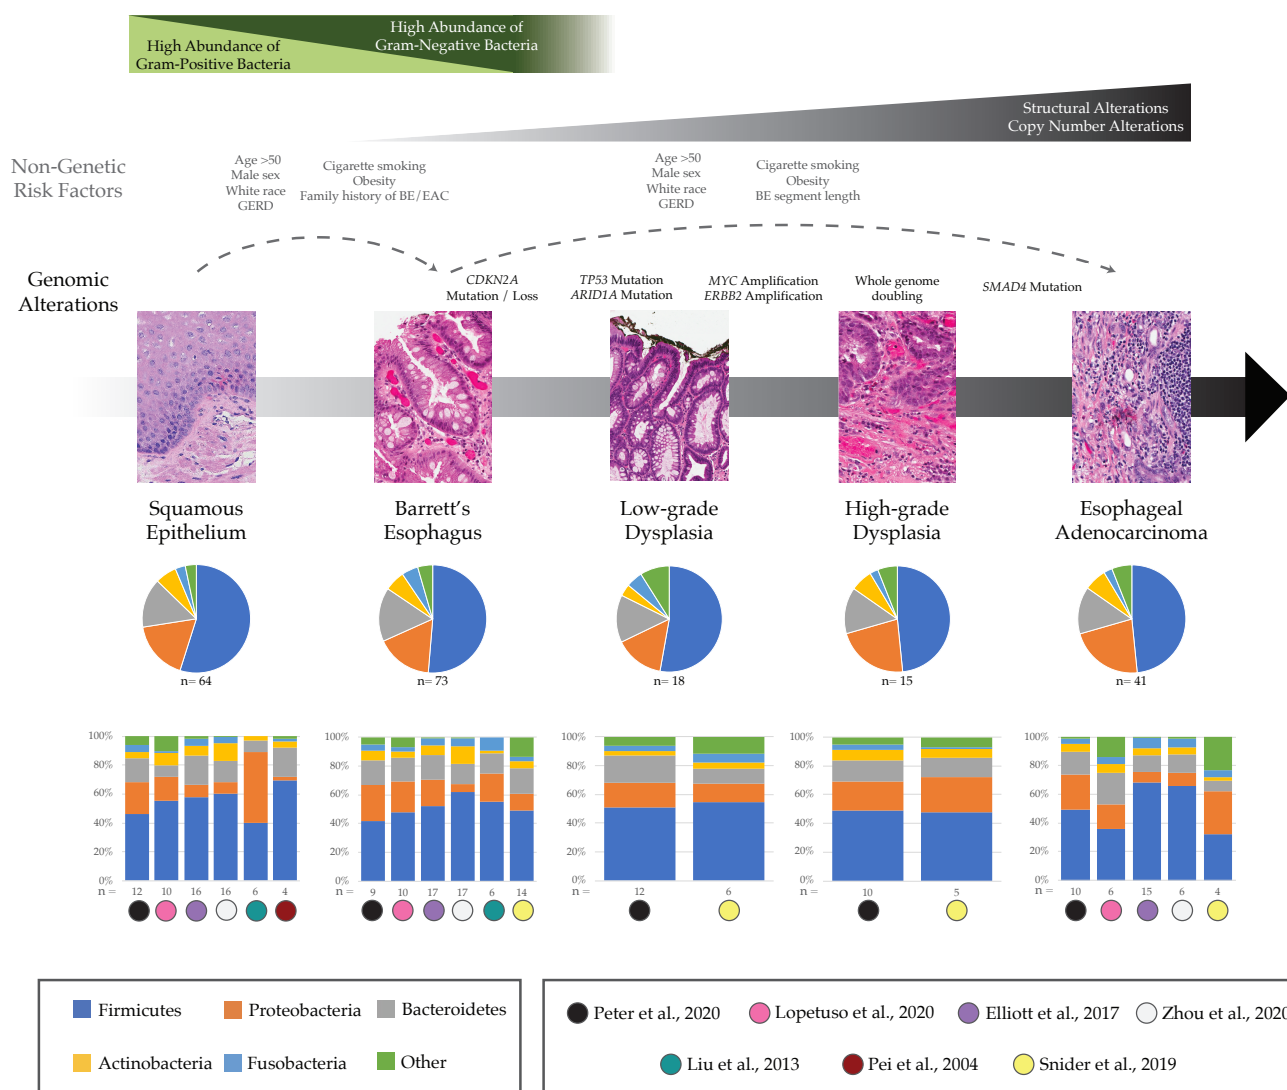 High Abundance of
Gram-Positive Bacteria
High Abundance of
Gram-Negative Bacteria
Structural Alterations
Copy Number Alterations
Non-Genetic
Risk Factors
Age >50
Male sex
White race
GERD
Cigarette smoking
Obesity
Family history of BE/EAC
Age >50
Male sex
White race
GERD
Cigarette smoking
Obesity
BE segment length
Genomic
Alterations
CDKN2A
Mutation / Loss
TP53 Mutation
ARID1A Mutation
MYC Amplification
ERBB2 Amplification
Whole genome
doubling
SMAD4 Mutation
Squamous
Epithelium
Barrett's
Esophagus
Low-grade
Dysplasia
High-grade
Dysplasia
Esophageal
Adenocarcinoma
n= 64
n= 73
n= 18
n= 15
n= 41
100%
80%
60%
40%
20%
0%
n = 12 10 16 16 6 4
100%
80%
60%
40%
20%
0%
n = 9 10 17 17 6 14
100%
80%
60%
40%
20%
0%
n = 12 6
100%
80%
60%
40%
20%
0%
n = 10 5
100%
80%
60%
40%
20%
0%
n = 10 6 15 6 4
Firmicutes Proteobacteria Bacteroidetes
Actinobacteria Fusobacteria Other
Peter et al., 2020 Lopetuso et al., 2020 Elliott et al., 2017 Zhou et al., 2020
Liu et al., 2013 Pei et al., 2004 Snider et al., 2019